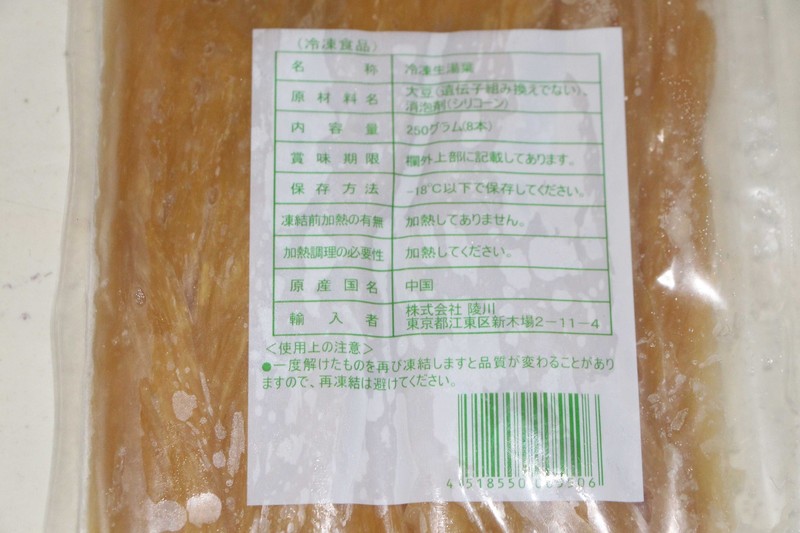 (冷凍食品)
名称 冷凍生湯葉
原材料名 大豆(遺伝子組み換えでない)、
消泡剤(シリコーン)
内容量 250グラム(8本)
賞味期限 欄外上部に記載してあります。
保存方法 -18℃以下で保存してください。
凍結前加熱の有無 加熱してありません。
加熱調理の必要性 加熱してください。
原産国名 中国
輸入者 株式会社 陵川
東京都江東区新木場2-11-4
<使用上の注意>
●一度解けたものを再び凍結しますと品質が変わることがあり
ますので、再凍結は避けてください。
4 518550